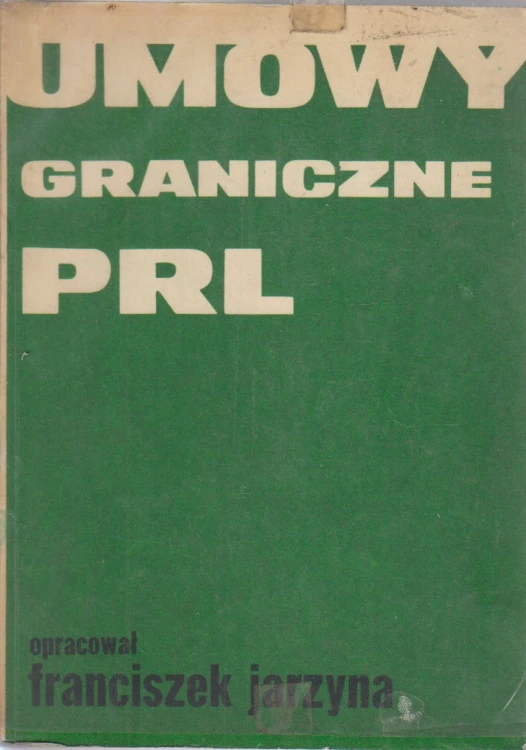 UMOWY
GRANICZNE
PRL
opracował
franciszek jarzyna